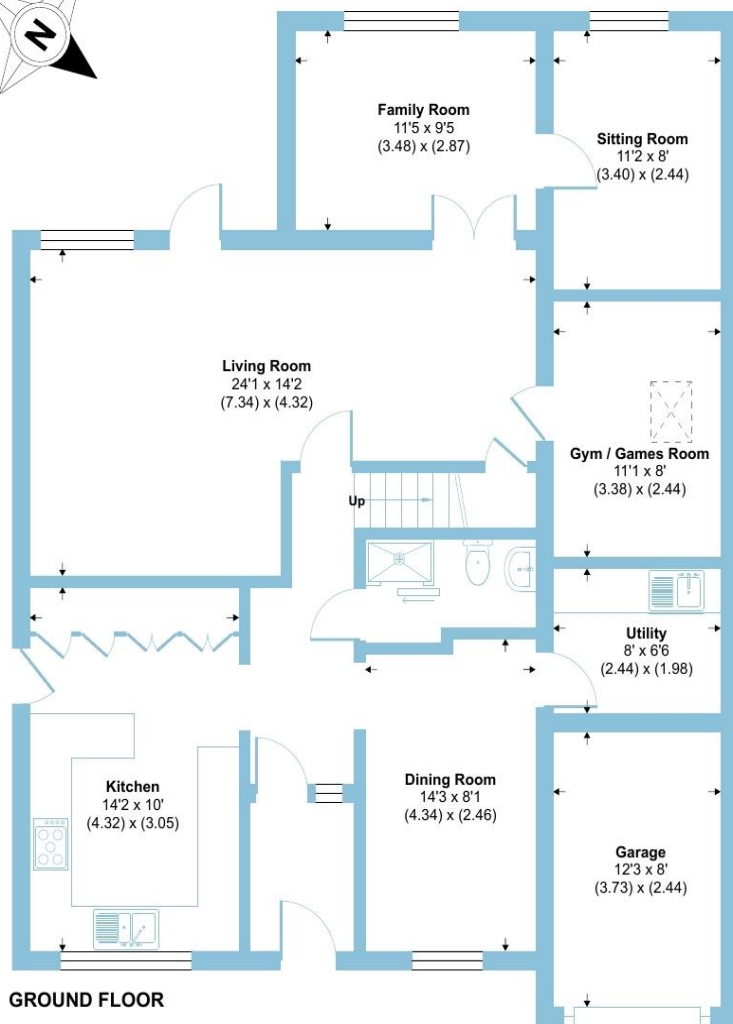 N
Family Room
11'5 x 9'5
(3.48) x (2.87)
Sitting Room
11'2 x 8'
(3.40) x (2.44)
Living Room
24'1 x 14'2
(7.34) x (4.32)
Gym / Games Room
11'1 x 8'
(3.38) x (2.44)
Up
Utility
8' x 6'6
(2.44) x (1.98)
Kitchen
14'2 x 10'
(4.32) x (3.05)
Dining Room
14'3 x 8'1
(4.34) x (2.46)
Garage
12'3 x 8'
(3.73) x (2.44)
GROUND FLOOR